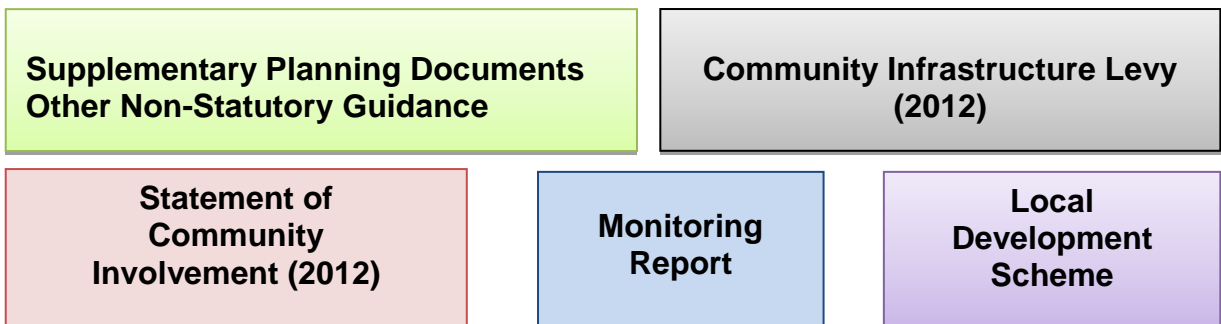 Supplementary Planning Documents
Other Non-Statutory Guidance
Community Infrastructure Levy
(2012)
Statement of
Community
Involvement (2012)
Monitoring
Report
Local
Development
Scheme